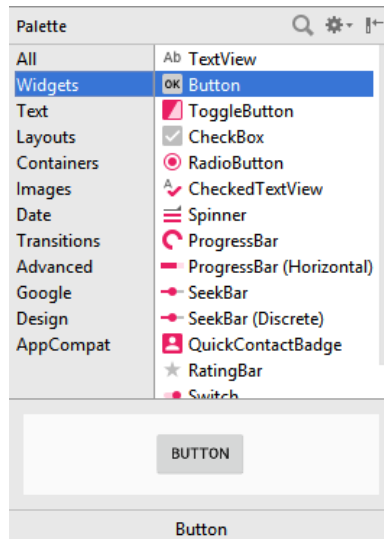 Palette
All
Widgets
Text
Layouts
Containers
Images
Date
Transitions
Advanced
Google
Design
AppCompat
Ab TextView
OK Button
ToggleButton
CheckBox
RadioButton
CheckedTextView
Spinner
ProgressBar
ProgressBar (Horizontal)
SeekBar
SeekBar (Discrete)
QuickContactBadge
RatingBar
Switch
BUTTON
Button